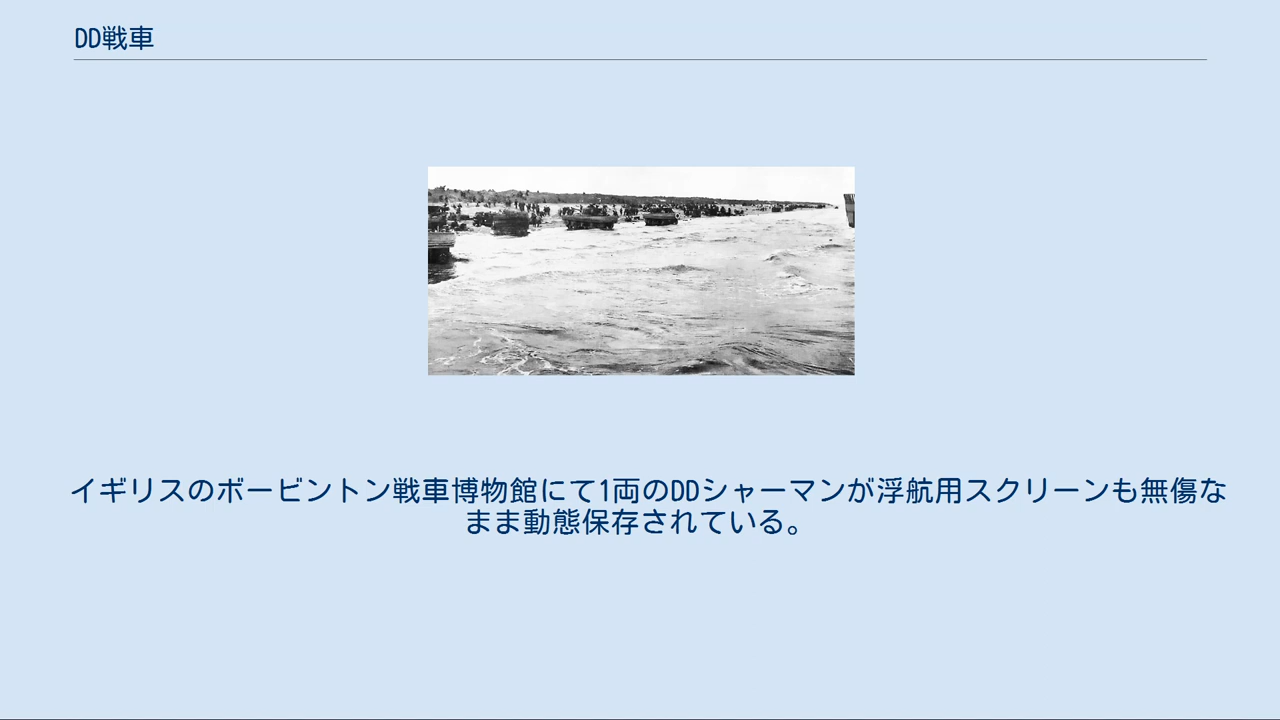 DD戦車
イギリスのボービントン戦車博物館にて1両のDDシャーマンが浮航用スクリーンも無傷な
まま動態保存されている。